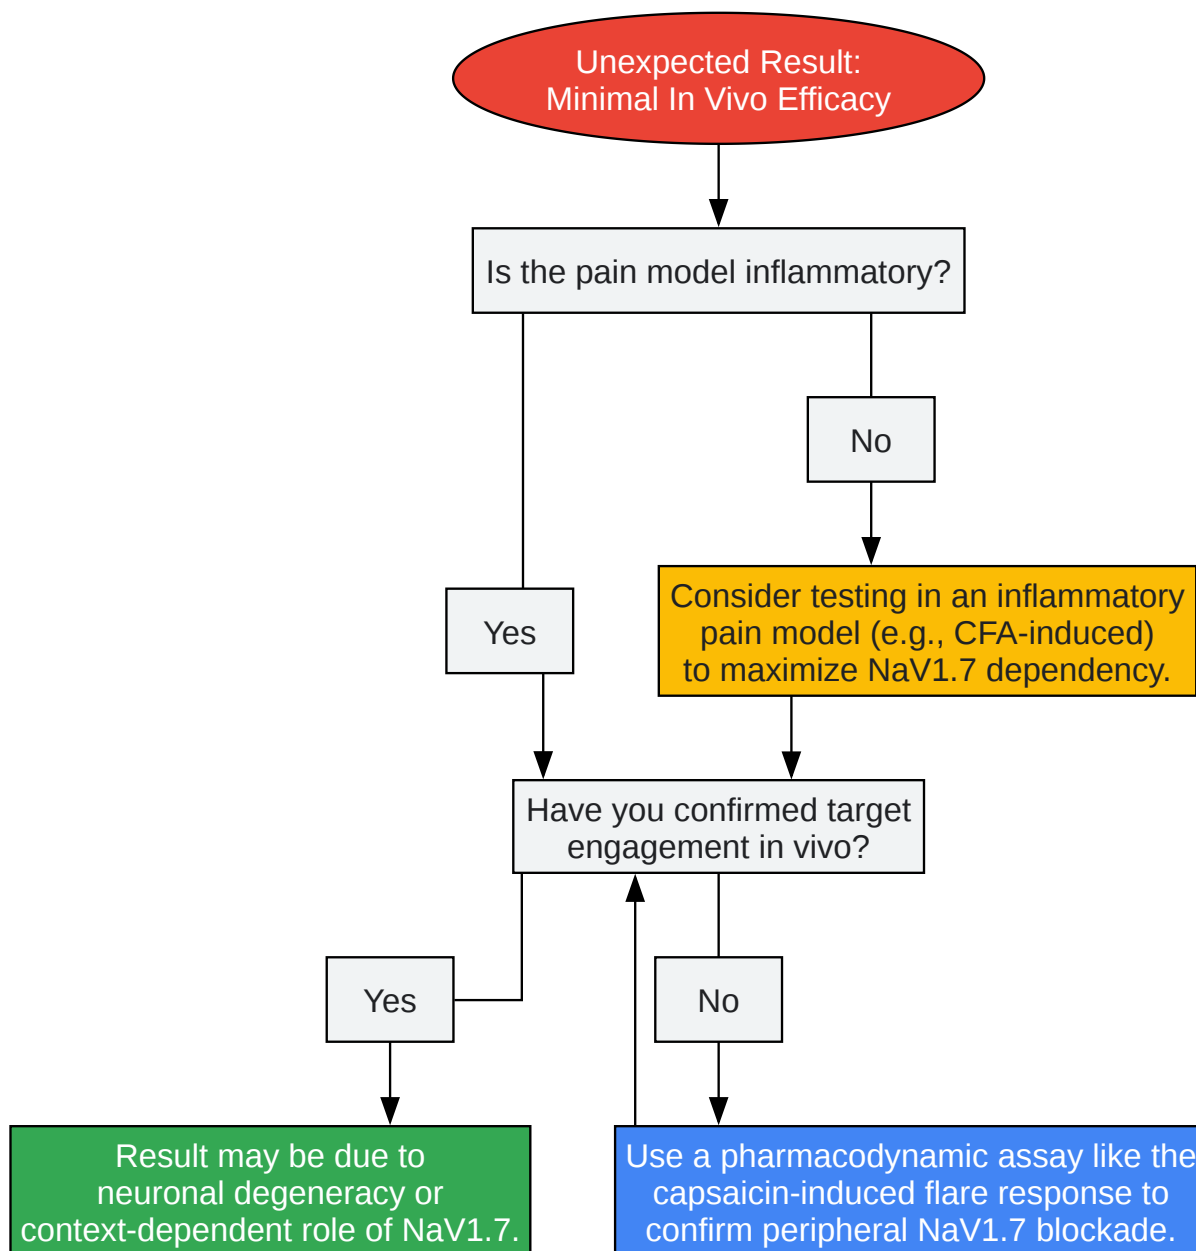 Unexpected Result:
Minimal In Vivo Efficacy
Is the pain model inflammatory?
No
Consider testing in an inflammatory
pain model (e.g., CFA-induced)
to maximize NaV1.7 dependency.
Yes
Have you confirmed target
engagement in vivo?
Yes
No
Result may be due to
neuronal degeneracy or
context-dependent role of NaV1.7.
Use a pharmacodynamic assay like the
capsaicin-induced flare response to
confirm peripheral NaV1.7 blockade.